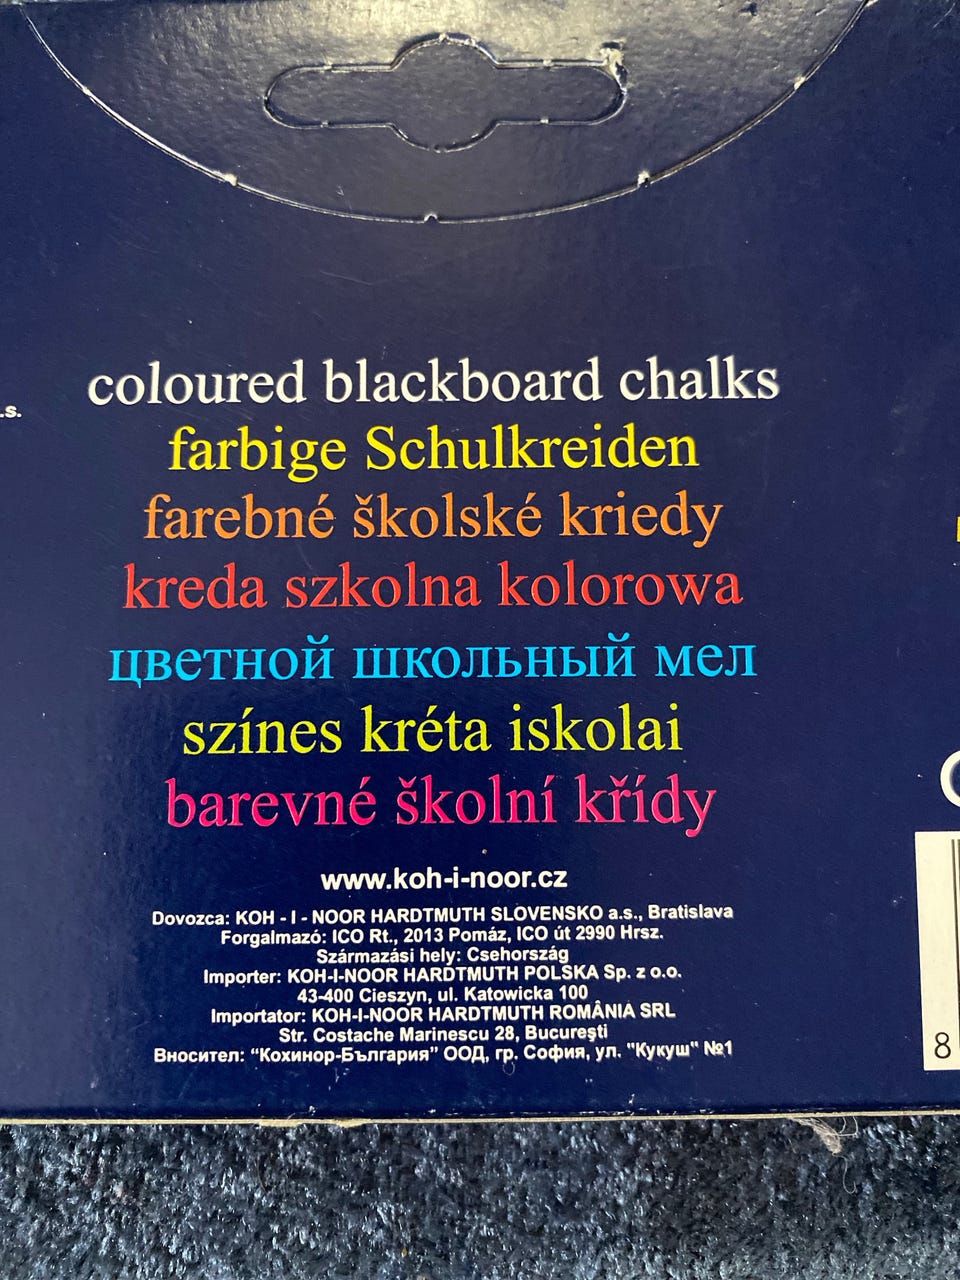 .s.
coloured blackboard chalks
farbige Schulkreiden
farebné školské kriedy
kreda szkolna kolorowa
цветной школьный мел
színes kréta iskolai
barevné školní křídy
www.koh-i-noor.cz
Dovozca: KOH - I - NOOR HARDTMUTH SLOVENSKO a.s., Bratislava
Forgalmazó: ICO Rt., 2013 Pomáz, ICO út 2990 Hrsz.
Származási hely: Csehország
Importer: KOH-I-NOOR HARDTMUTH POLSKA Sp. z o.o.
43-400 Cieszyn, ul. Katowicka 100
Importator: KOH-I-NOOR HARDTMUTH ROMÂNIA SRL
Str. Costache Marinescu 28, Bucureşti
Вносител: “Кохинор-България” ООД, гр. София, ул. "Кукуш" №1
8